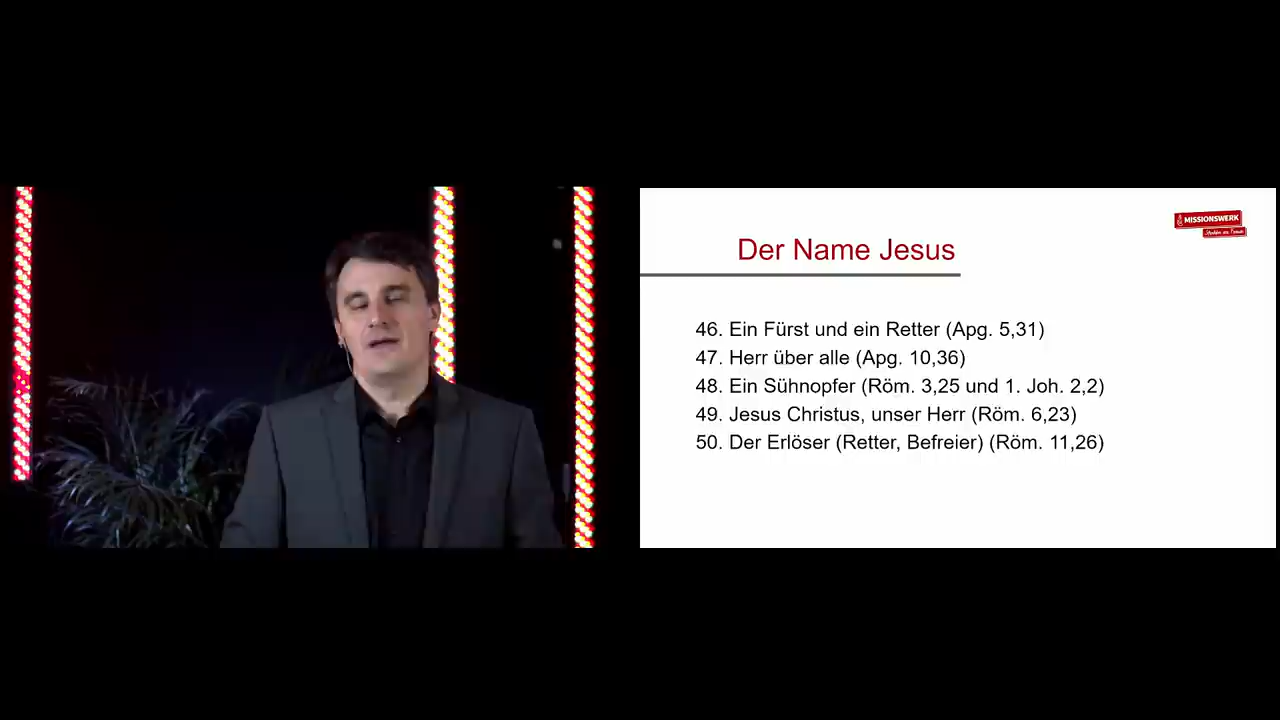 MISSIONSWERK
Der Name Jesus
46. Ein Fürst und ein Retter (Apg. 5,31)
47. Herr über alle (Apg. 10,36)
48. Ein Sühnopfer (Röm. 3,25 und 1. Joh. 2,2)
49. Jesus Christus, unser Herr (Röm. 6,23)
50. Der Erlöser (Retter, Befreier) (Röm. 11,26)